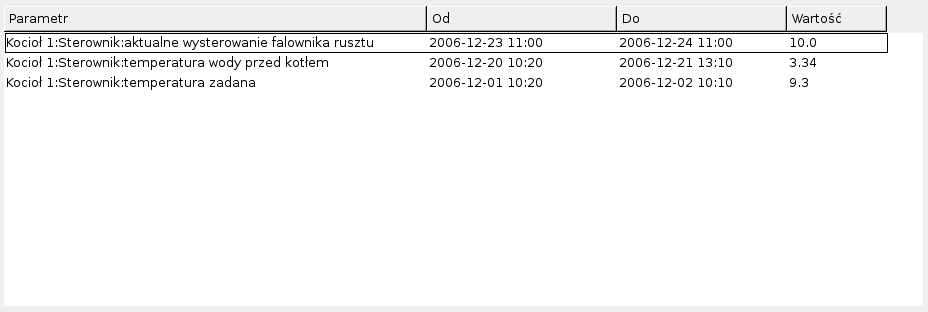 Parametr Od Do Wartość
Kocioł 1:Sterownik:aktualne wysterowanie falownika rusztu 2006-12-23 11:00 2006-12-24 11:00 10.0
Kocioł 1:Sterownik:temperatura wody przed kotłem 2006-12-20 10:20 2006-12-21 13:10 3.34
Kocioł 1:Sterownik:temperatura zadana 2006-12-01 10:20 2006-12-02 10:10 9.3